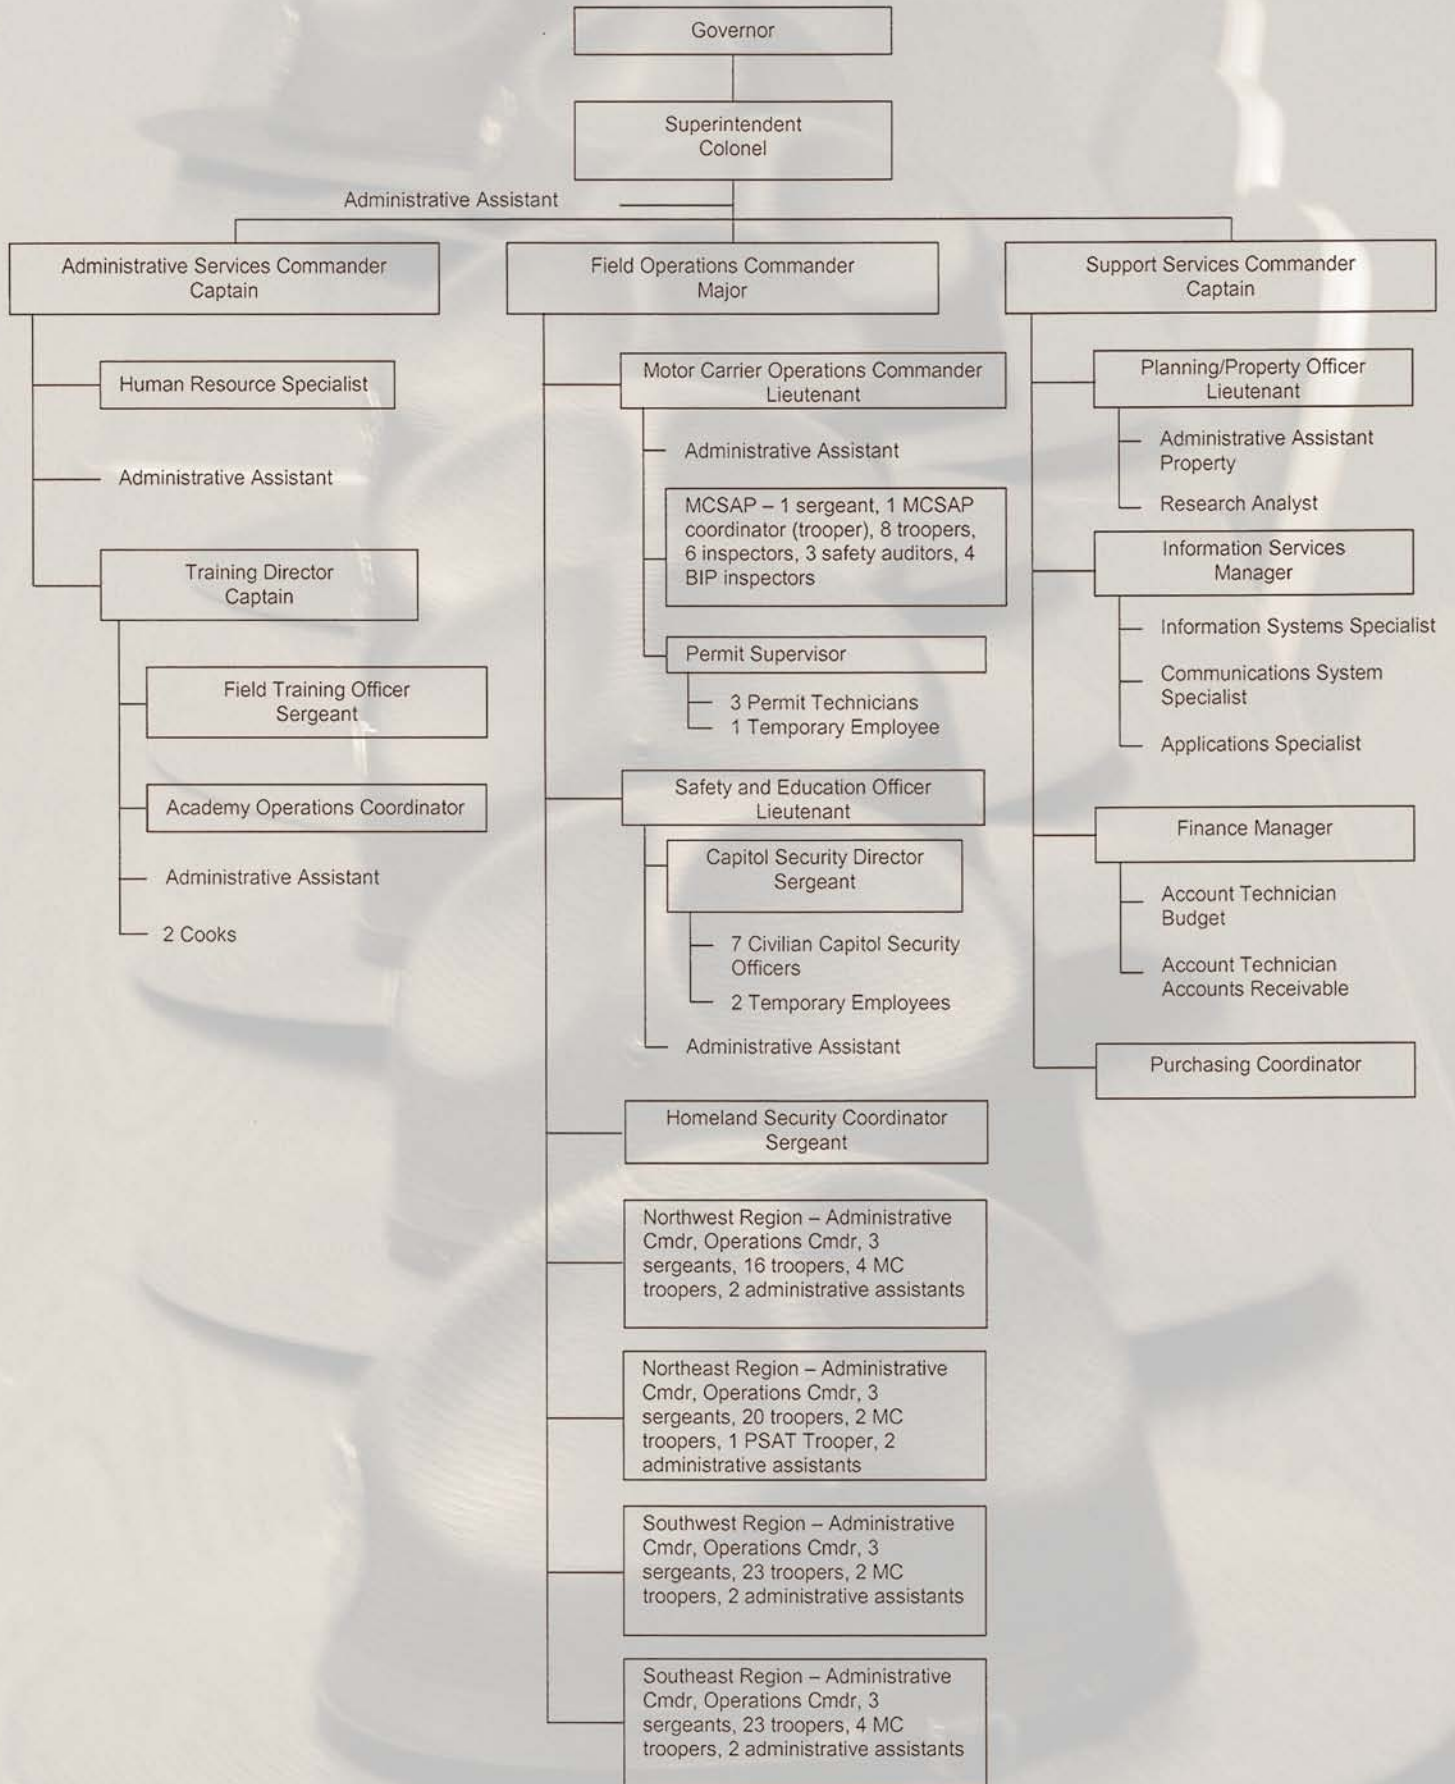 Governor
Superintendent
Colonel
Administrative Assistant
Administrative Services Commander
Captain
Human Resource Specialist
Administrative Assistant
Training Director
Captain
Field Training Officer
Sergeant
Academy Operations Coordinator
Administrative Assistant
2 Cooks
Field Operations Commander
Major
Motor Carrier Operations Commander
Lieutenant
Administrative Assistant
MCSAP – 1 sergeant, 1 MCSAP
coordinator (trooper), 8 troopers,
6 inspectors, 3 safety auditors, 4
BIP inspectors
Permit Supervisor
3 Permit Technicians
1 Temporary Employee
Safety and Education Officer
Lieutenant
Capitol Security Director
Sergeant
7 Civilian Capitol Security
Officers
2 Temporary Employees
Administrative Assistant
Homeland Security Coordinator
Sergeant
Northwest Region – Administrative
Cmdr, Operations Cmdr, 3
sergeants, 16 troopers, 4 MC
troopers, 2 administrative assistants
Northeast Region – Administrative
Cmdr, Operations Cmdr, 3
sergeants, 20 troopers, 2 MC
troopers, 1 PSAT Trooper, 2
administrative assistants
Southwest Region – Administrative
Cmdr, Operations Cmdr, 3
sergeants, 23 troopers, 2 MC
troopers, 2 administrative assistants
Southeast Region – Administrative
Cmdr, Operations Cmdr, 3
sergeants, 23 troopers, 4 MC
troopers, 2 administrative assistants
Support Services Commander
Captain
Planning/Property Officer
Lieutenant
Administrative Assistant
Property
Research Analyst
Information Services
Manager
Information Systems Specialist
Communications System
Specialist
Applications Specialist
Finance Manager
Account Technician
Budget
Account Technician
Accounts Receivable
Purchasing Coordinator